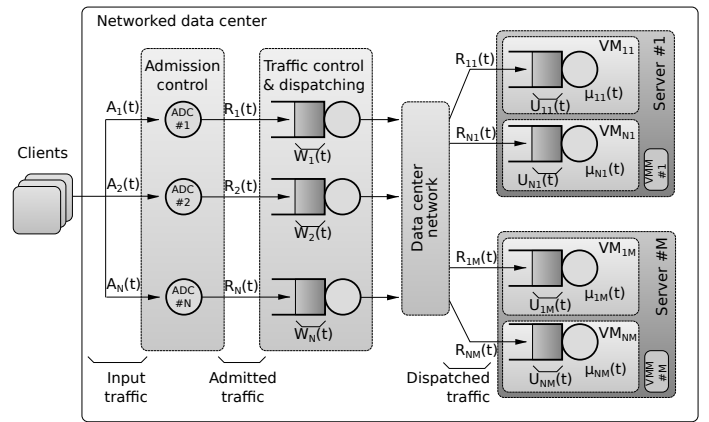 Networked data center
Clients
Admission
control
Traffic control
& dispatching
A1(t)
ADC
#1
R1(t)
W1(t)
A2(t)
ADC
#2
R2(t)
W2(t)
AN(t)
ADC
#N
RN(t)
WN(t)
Data center
network
R11(t)
VM11
U11(t)
μ11(t)
RN1(t)
VMN1
UN1(t)
μN1(t)
Server #1
VMM
#1
R1M(t)
VM1M
U1M(t)
μ1M(t)
RNM(t)
VMNM
UNM(t)
μNM(t)
Server #M
VMM
#M
Input
traffic
Admitted
traffic
Dispatched
traffic